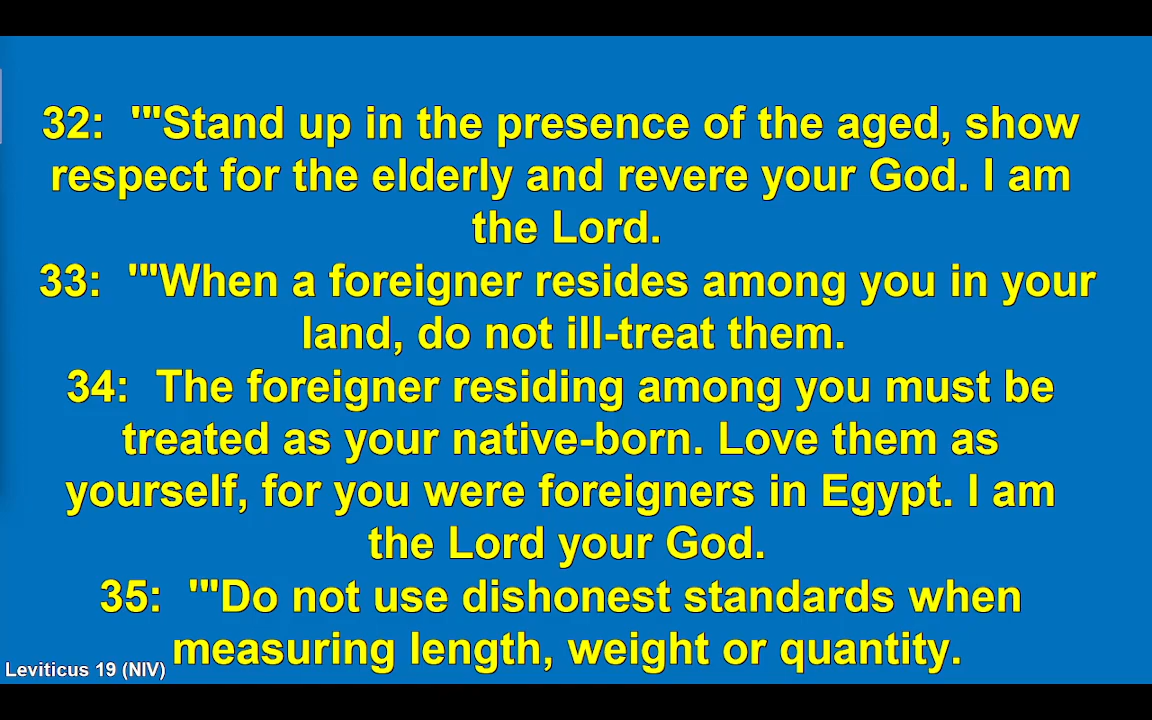 32:  '"Stand up in the presence of the aged, show
respect for the elderly and revere your God. I am
the Lord.
33:  '"When a foreigner resides among you in your
land, do not ill-treat them.
34:  The foreigner residing among you must be
treated as your native-born. Love them as
yourself, for you were foreigners in Egypt. I am
the Lord your God.
35:  '"Do not use dishonest standards when
measuring length, weight or quantity.
Leviticus 19 (NIV)